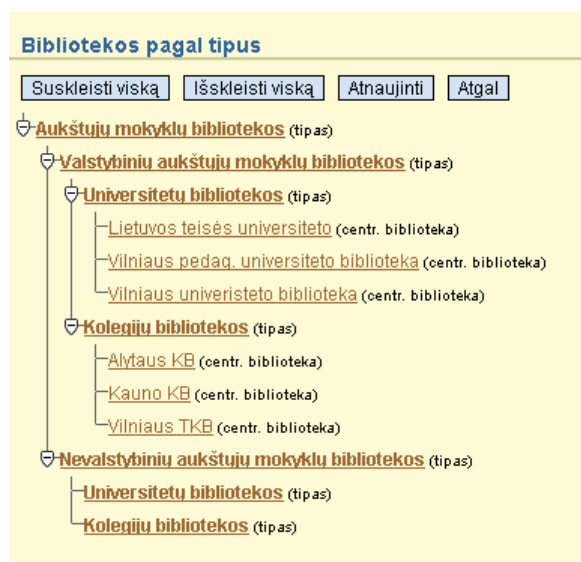 Bibliotekos pagal tipus
Suskleisti viską Išskleisti viską Atnaujinti Atgal
Aukštųjų mokyklų bibliotekos (tipas)
Valstybinių aukštųjų mokyklų bibliotekos (tipas)
Universitetų bibliotekos (tipas)
Lietuvos teisės universiteto (centr. biblioteka)
Vilniaus pedag. universiteto biblioteka (centr. biblioteka)
Vilniaus univeristeto biblioteka (centr. biblioteka)
Kolegijų bibliotekos (tipas)
Alytaus KB (centr. biblioteka)
Kauno KB (centr. biblioteka)
Vilniaus TKB (centr. biblioteka)
Nevalstybinių aukštųjų mokyklų bibliotekos (tipas)
Universitetų bibliotekos (tipas)
Kolegijų bibliotekos (tipas)